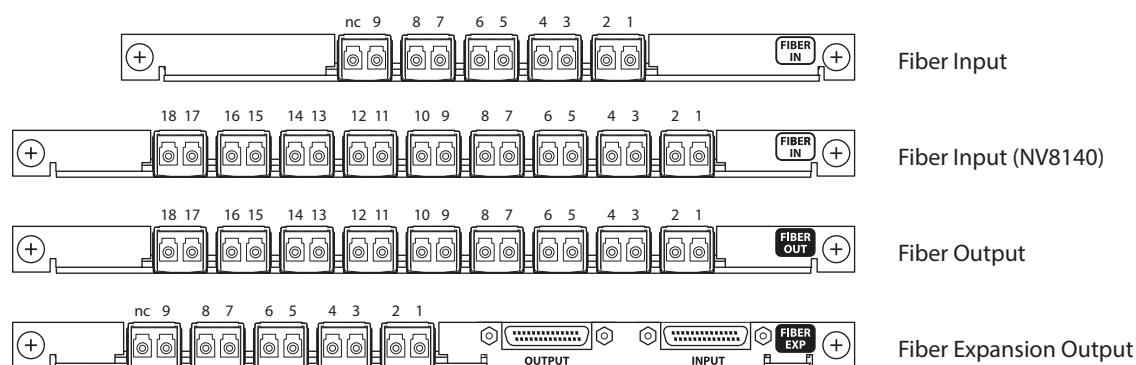 nc 9 8 7 6 5 4 3 2 1
FIBER
IN
Fiber Input
18 17 16 15 14 13 12 11 10 9 8 7 6 5 4 3 2 1
FIBER
IN
Fiber Input (NV8140)
18 17 16 15 14 13 12 11 10 9 8 7 6 5 4 3 2 1
FIBER
OUT
Fiber Output
nc 9 8 7 6 5 4 3 2 1
FIBER
EXP
Fiber Expansion Output
OUTPUT INPUT